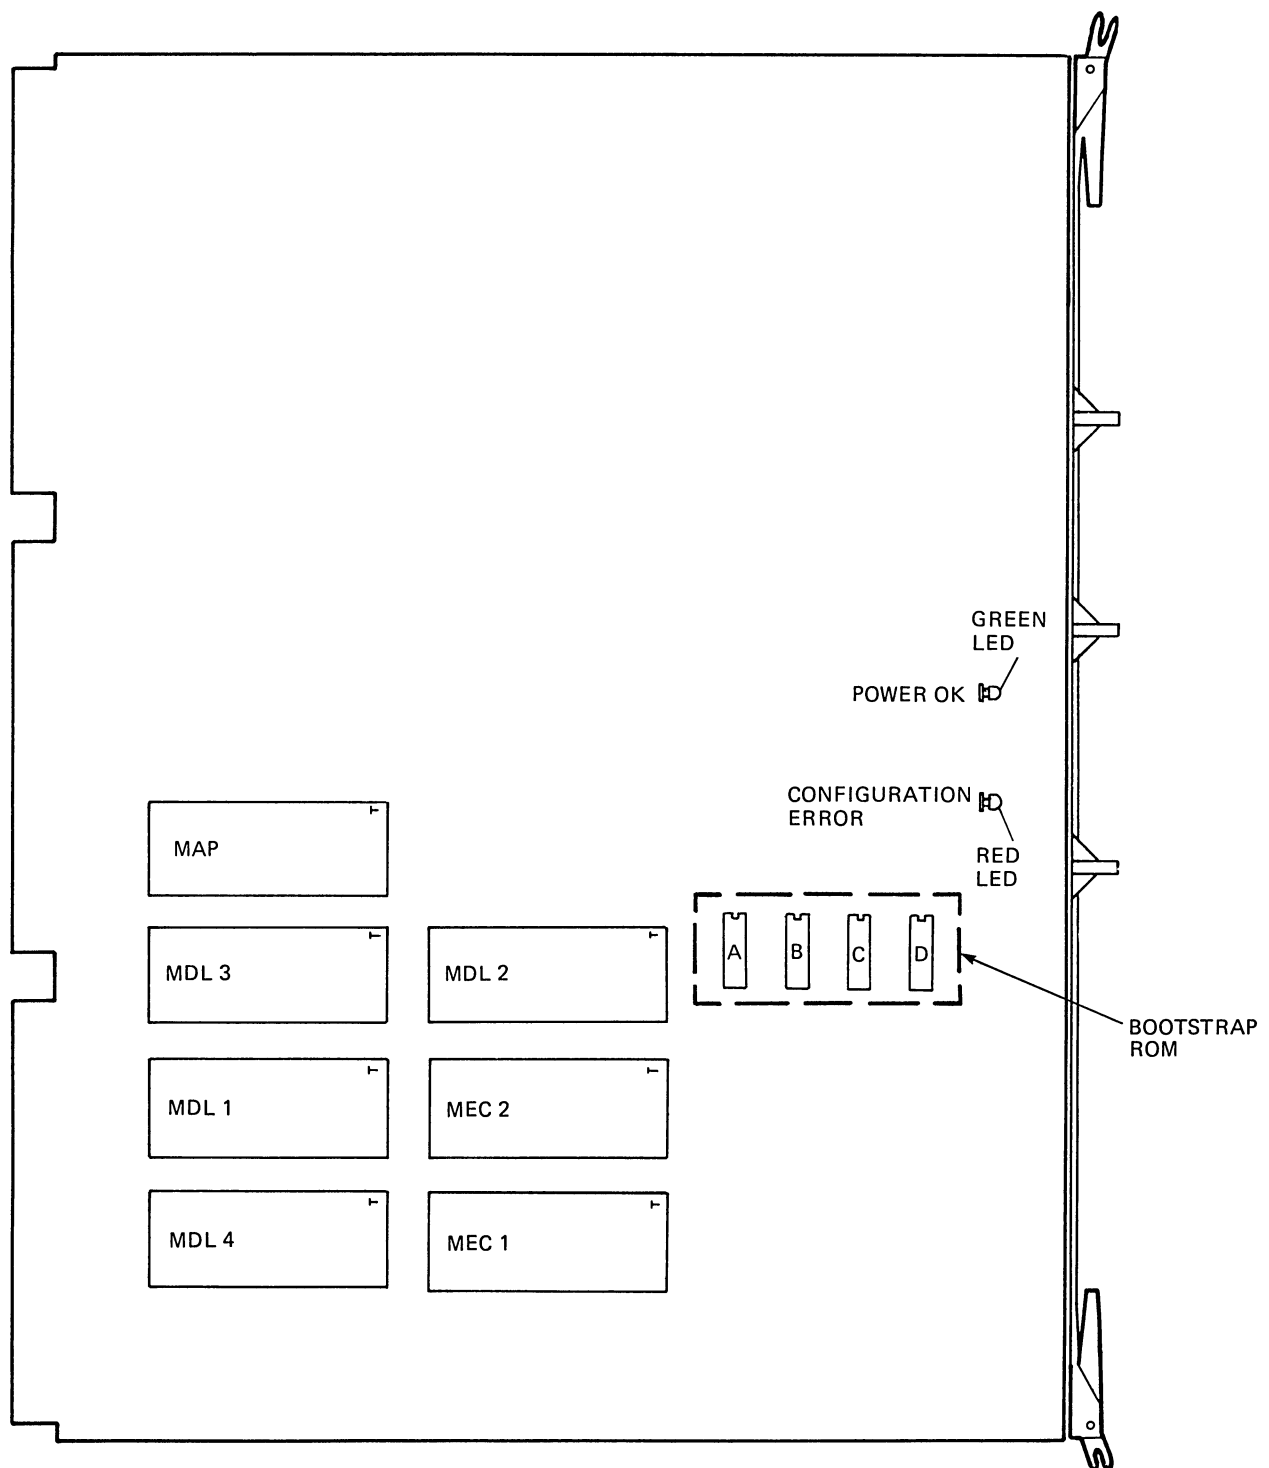 GREEN
LED
POWER OK
CONFIGURATION
ERROR
RED
LED
MAP
T
MDL 3
T
MDL 2
T
A
B
C
D
BOOTSTRAP
ROM
MDL 1
T
MEC 2
T
MDL 4
T
MEC 1
T